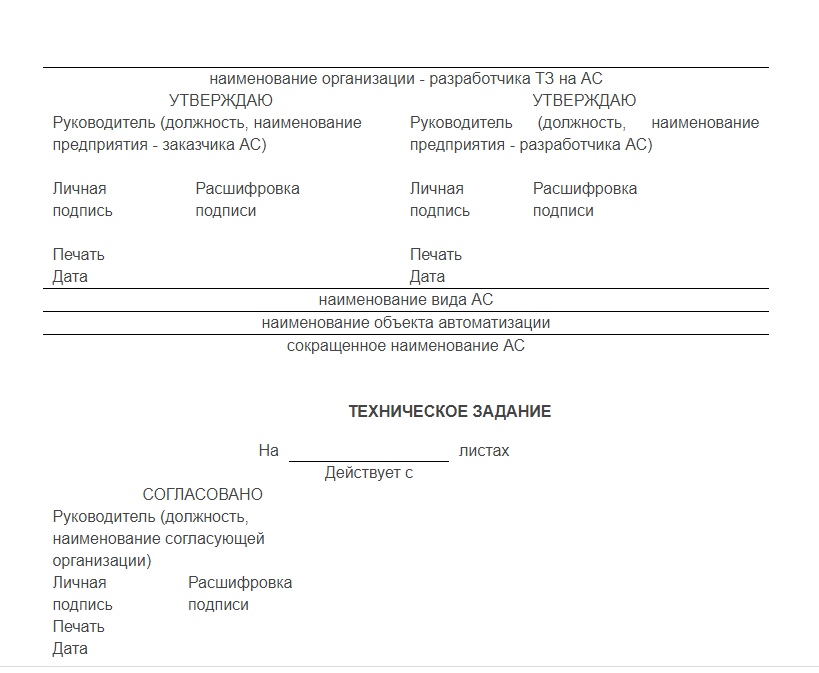 наименование организации - разработчика ТЗ на АС
УТВЕРЖДАЮ УТВЕРЖДАЮ
Руководитель (должность, наименование Руководитель (должность, наименование
предприятия - заказчика АС) предприятия - разработчика АС)
Личная Расшифровка Личная Расшифровка
подпись подписи подпись подписи
Печать Печать
Дата Дата
наименование вида АС
наименование объекта автоматизации
сокращенное наименование АС
ТЕХНИЧЕСКОЕ ЗАДАНИЕ
На листах
Действует с
СОГЛАСОВАНО
Руководитель (должность,
наименование согласующей
организации)
Личная Расшифровка
подпись подписи
Печать
Дата